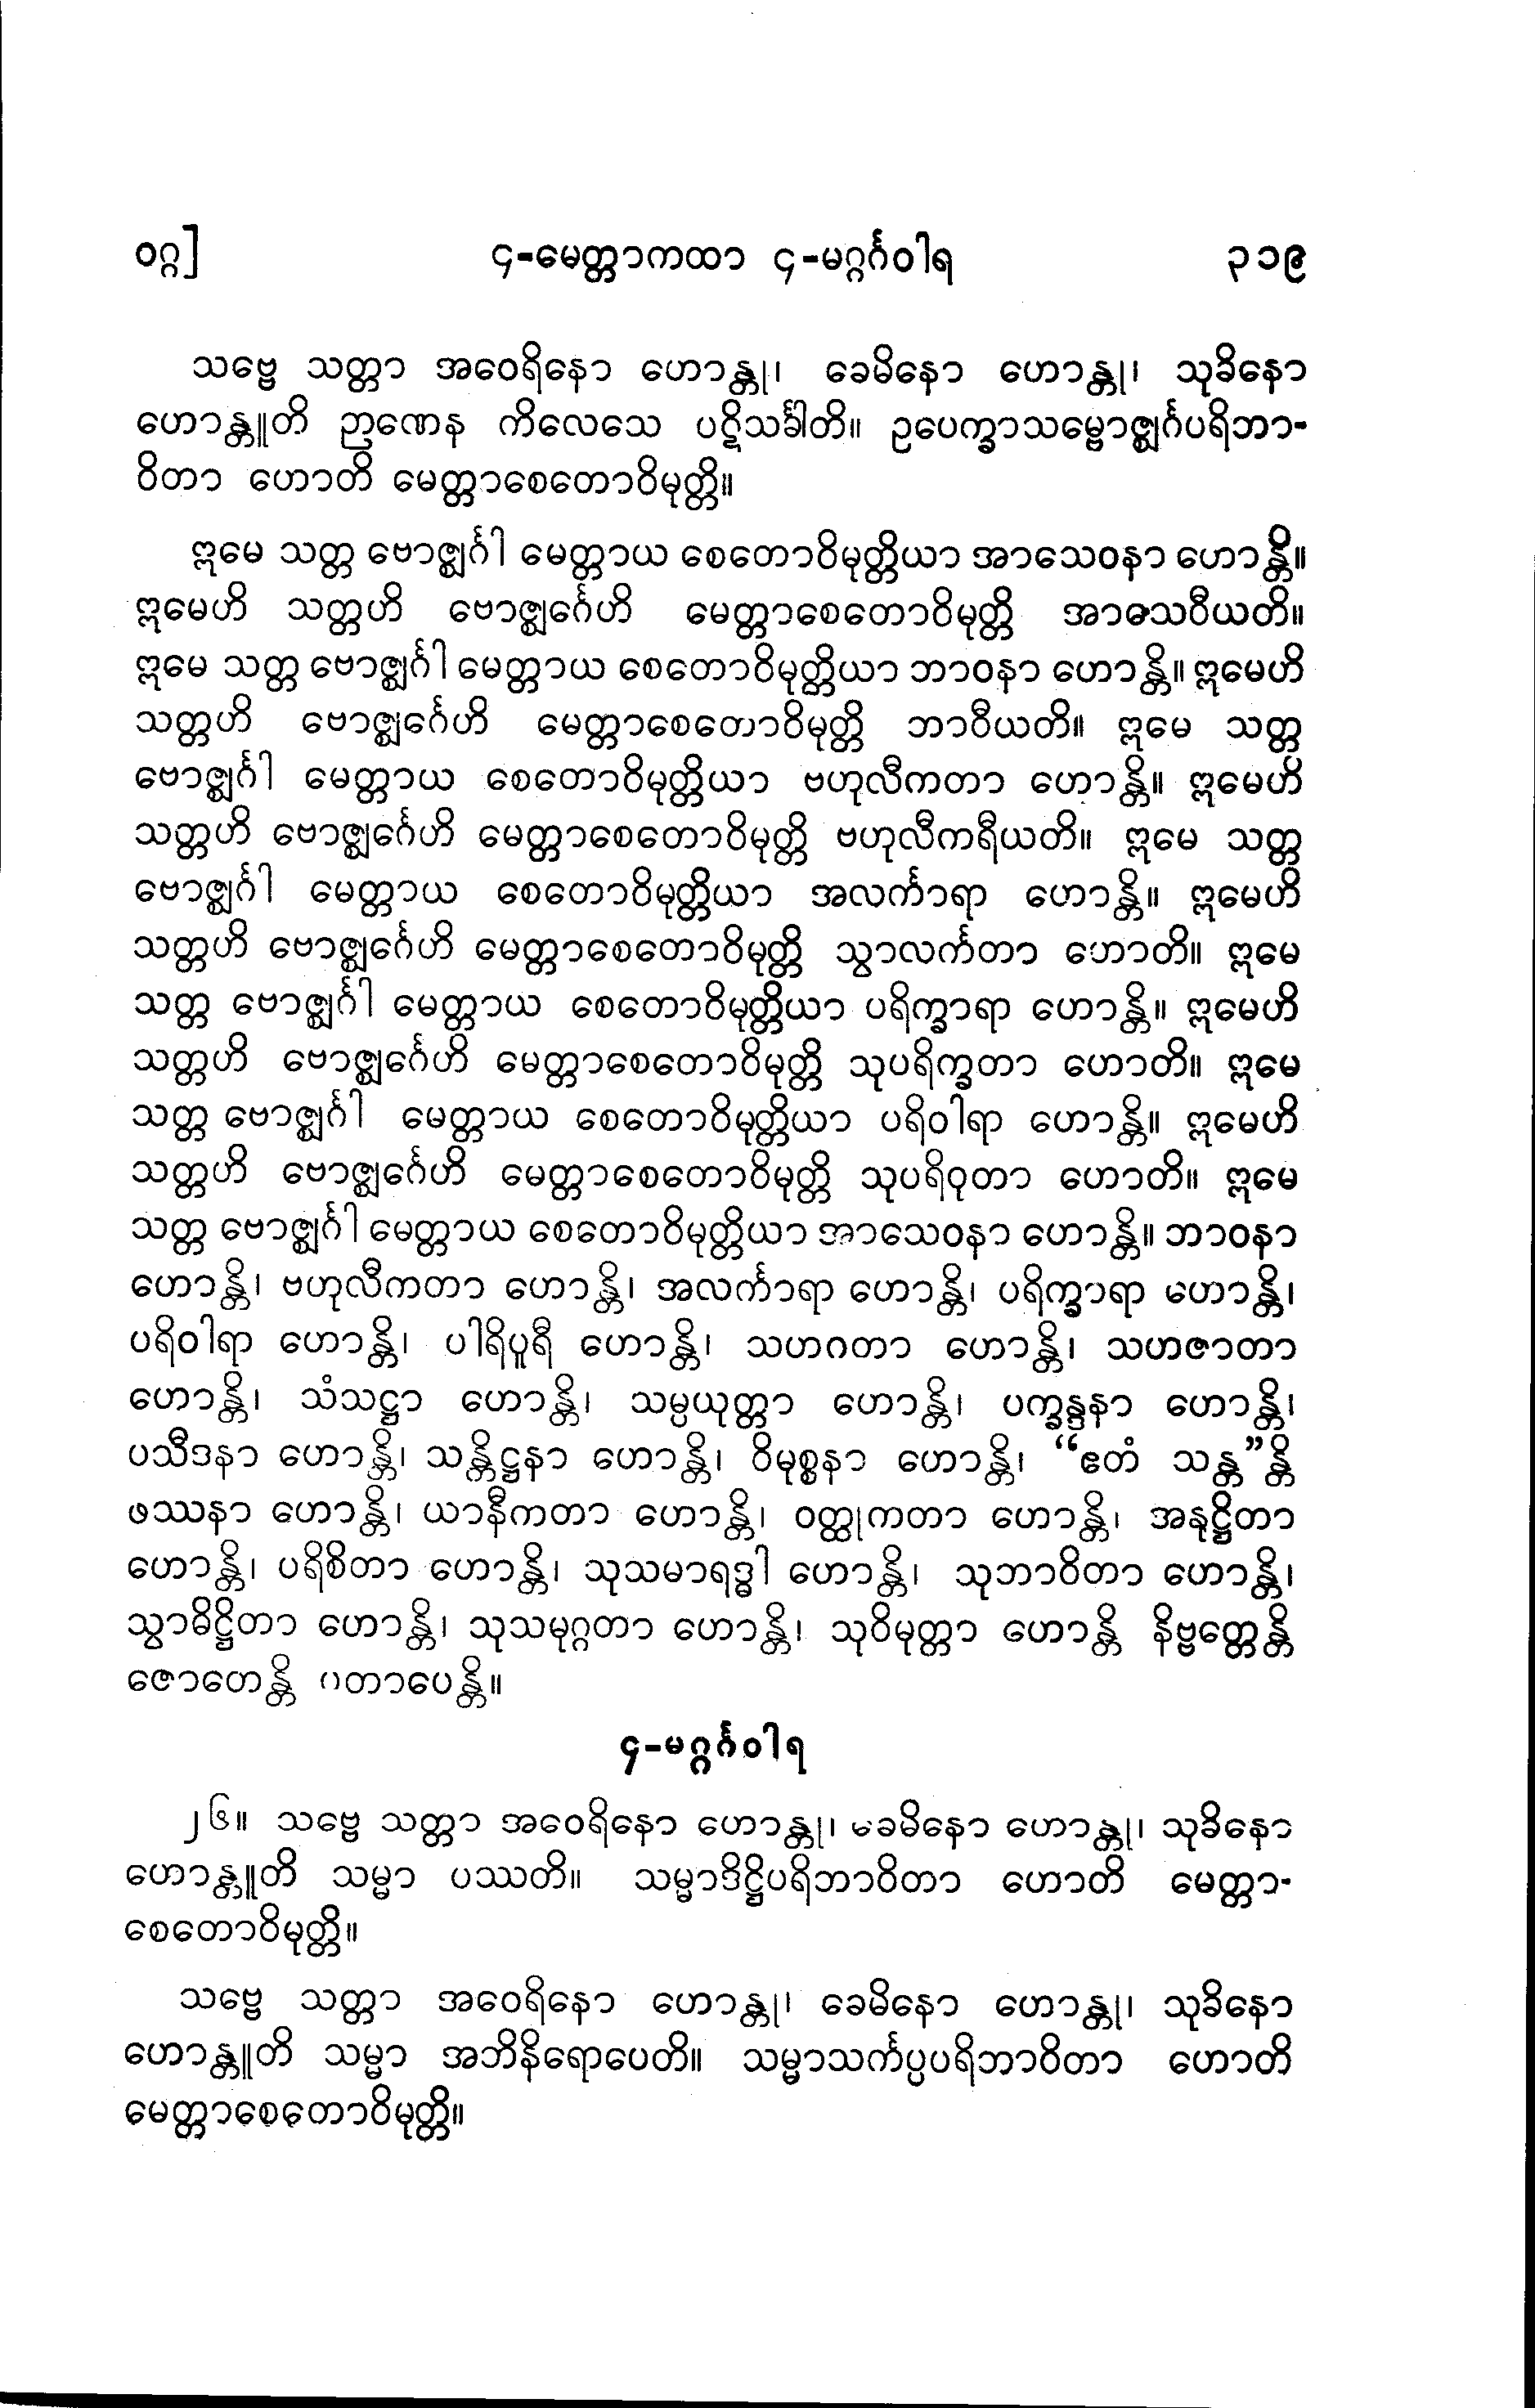 ဝဂ္ဂ] ၄-မေတ္တာကထာ ၄-မဂ္ဂင်္ဂဝါရ ၃၁၉
သဗ္ဗေ သတ္တာ အဝေရိနော ဟောန္တု၊ ခေမိနော ဟောန္တု၊ သုခိနော
ဟောန္တူတိ ဉာဏေန ကိလေသေ ပဋိသင်္ခါတိ။ ဥပေက္ခာသမ္ဗောဇ္ဈင်္ဂပရိဘာ-
ဝိတာ ဟောတိ မေတ္တာစေတောဝိမုတ္တိ။
ဣမေ သတ္တ ဗောဇ္ဈင်္ဂါ မေတ္တာယ စေတောဝိမုတ္တိယာ အာသေဝနာ ဟောန္တိ။
ဣမေဟိ သတ္တဟိ ဗောဇ္ဈင်္ဂေဟိ မေတ္တာစေတောဝိမုတ္တိ အာသေဝီယတိ။
ဣမေ သတ္တ ဗောဇ္ဈင်္ဂါ မေတ္တာယ စေတောဝိမုတ္တိယာ ဘာဝနာ ဟောန္တိ။ ဣမေဟိ
သတ္တဟိ ဗောဇ္ဈင်္ဂေဟိ မေတ္တာစေတောဝိမုတ္တိ ဘာဝီယတိ။ ဣမေ သတ္တ
ဗောဇ္ဈင်္ဂါ မေတ္တာယ စေတောဝိမုတ္တိယာ ဗဟုလီကတာ ဟောန္တိ။ ဣမေဟိ
သတ္တဟိ ဗောဇ္ဈင်္ဂေဟိ မေတ္တာစေတောဝိမုတ္တိ ဗဟုလီကရီယတိ။ ဣမေ သတ္တ
ဗောဇ္ဈင်္ဂါ မေတ္တာယ စေတောဝိမုတ္တိယာ အလင်္ကာရာ ဟောန္တိ။ ဣမေဟိ
သတ္တဟိ ဗောဇ္ဈင်္ဂေဟိ မေတ္တာစေတောဝိမုတ္တိ သွာလင်္ကတာ ဟောတိ။ ဣမေ
သတ္တ ဗောဇ္ဈင်္ဂါ မေတ္တာယ စေတောဝိမုတ္တိယာ ပရိက္ခာရာ ဟောန္တိ။ ဣမေဟိ
သတ္တဟိ ဗောဇ္ဈင်္ဂေဟိ မေတ္တာစေတောဝိမုတ္တိ သုပရိက္ခတာ ဟောတိ။ ဣမေ
သတ္တ ဗောဇ္ဈင်္ဂါ မေတ္တာယ စေတောဝိမုတ္တိယာ ပရိဝါရာ ဟောန္တိ။ ဣမေဟိ
သတ္တဟိ ဗောဇ္ဈင်္ဂေဟိ မေတ္တာစေတောဝိမုတ္တိ သုပရိဝုတာ ဟောတိ။ ဣမေ
သတ္တ ဗောဇ္ဈင်္ဂါ မေတ္တာယ စေတောဝိမုတ္တိယာ အာသေဝနာ ဟောန္တိ။ ဘာဝနာ
ဟောန္တိ၊ ဗဟုလီကတာ ဟောန္တိ၊ အလင်္ကာရာ ဟောန္တိ၊ ပရိက္ခာရာ ဟောန္တိ၊
ပရိဝါရာ ဟောန္တိ၊ ပါရိပူရီ ဟောန္တိ၊ သဟဂတာ ဟောန္တိ၊ သဟဇာတာ
ဟောန္တိ၊ သံသဋ္ဌာ ဟောန္တိ၊ သမ္ပယုတ္တာ ဟောန္တိ၊ ပက္ခန္ဒနာ ဟောန္တိ၊
ပသီဒနာ ဟောန္တိ၊ သန္တိဋ္ဌနာ ဟောန္တိ၊ ဝိမုစ္စနာ ဟောန္တိ၊ “ဧတံ သန္တ”န္တိ
ဖဿနာ ဟောန္တိ၊ ယာနီကတာ ဟောန္တိ၊ ဝတ္ထုကတာ ဟောန္တိ၊ အနုဋ္ဌိတာ
ဟောန္တိ၊ ပရိစိတာ ဟောန္တိ၊ သုသမာရဒ္ဓါ ဟောန္တိ၊ သုဘာဝိတာ ဟောန္တိ၊
သွာဓိဋ္ဌိတာ ဟောန္တိ၊ သုသမုဂ္ဂတာ ဟောန္တိ၊ သုဝိမုတ္တာ ဟောန္တိ နိဗ္ဗတ္တေန္တိ
ဇောတေန္တိ ပတာပေန္တိ။
၄-မဂ္ဂင်္ဂဝါရ
၂၆။ သဗ္ဗေ သတ္တာ အဝေရိနော ဟောန္တု၊ ခေမိနော ဟောန္တု၊ သုခိနော
ဟောန္တူတိ သမ္မာ ပဿတိ။ သမ္မာဒိဋ္ဌိပရိဘာဝိတာ ဟောတိ မေတ္တာ-
စေတောဝိမုတ္တိ။
သဗ္ဗေ သတ္တာ အဝေရိနော ဟောန္တု၊ ခေမိနော ဟောန္တု၊ သုခိနော
ဟောန္တူတိ သမ္မာ အဘိနိရောပေတိ။ သမ္မာသင်္ကပ္ပပရိဘာဝိတာ ဟောတိ
မေတ္တာစေတောဝိမုတ္တိ။